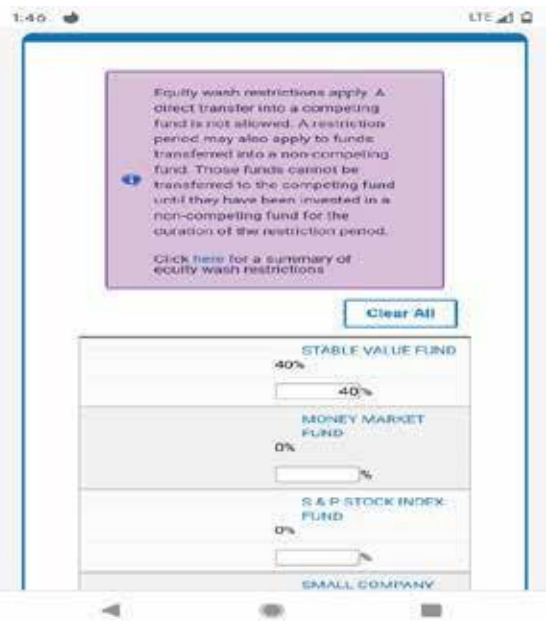 1:46
LTE
Equity wash restrictions apply. A
direct transfer into a competing
fund is not allowed. A restriction
period may also apply to funds
transferred into a non-competing
fund. Those funds cannot be
transferred to the competing fund
until they have been invested in a
non-competing fund for the
duration of the restriction period.
Click here for a summary of
equity wash restrictions
Clear All
STABLE VALUE FUND
40%
40 %
MONEY MARKET
FUND
0%
%
S & P STOCK INDEX
FUND
0%
%
SMALL COMPANY